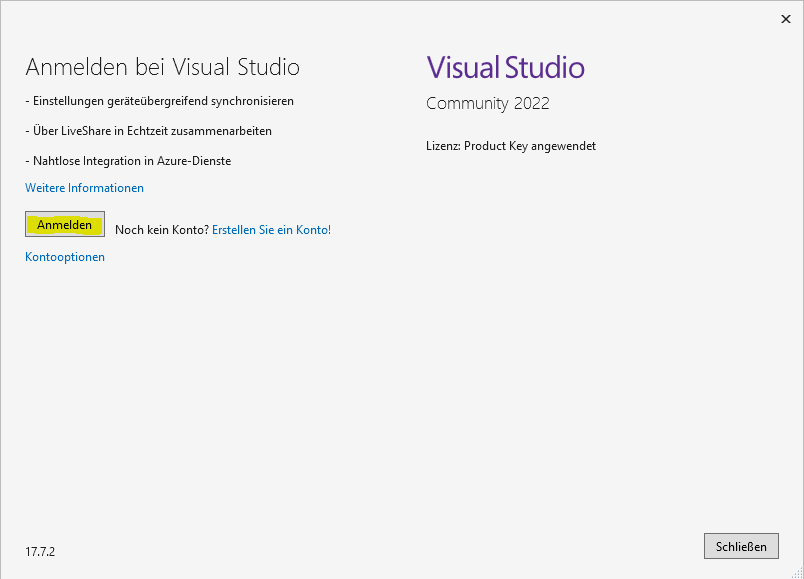 Anmelden bei Visual Studio
- Einstellungen geräteübergreifend synchronisieren
- Über LiveShare in Echtzeit zusammenarbeiten
- Nahtlose Integration in Azure-Dienste
Weitere Informationen
Anmelden
Noch kein Konto? Erstellen Sie ein Konto!
Kontooptionen
Visual Studio
Community 2022
Lizenz: Product Key angewendet
17.7.2
Schließen